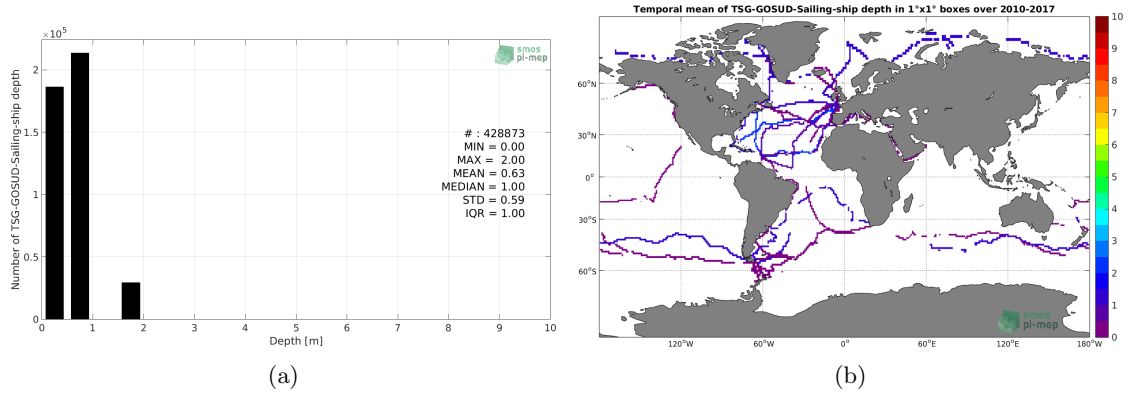 ×10⁵
2
1.5
1
0.5
0
Number of TSG-GOSUD-Sailing-ship depth
smos
pi-mep
# : 428873
MIN = 0.00
MAX = 2.00
MEAN = 0.63
MEDIAN = 1.00
STD = 0.59
IQR = 1.00
0 1 2 3 4 5 6 7 8 9 10
Depth [m]
(a)
Temporal mean of TSG-GOSUD-Sailing-ship depth in 1°x1° boxes over 2010-2017
60°N
30°N
0°
30°S
60°S
120°W 60°W 0° 60°E 120°E 180°W
smos
pi-mep
10
9
8
7
6
5
4
3
2
1
0
(b)